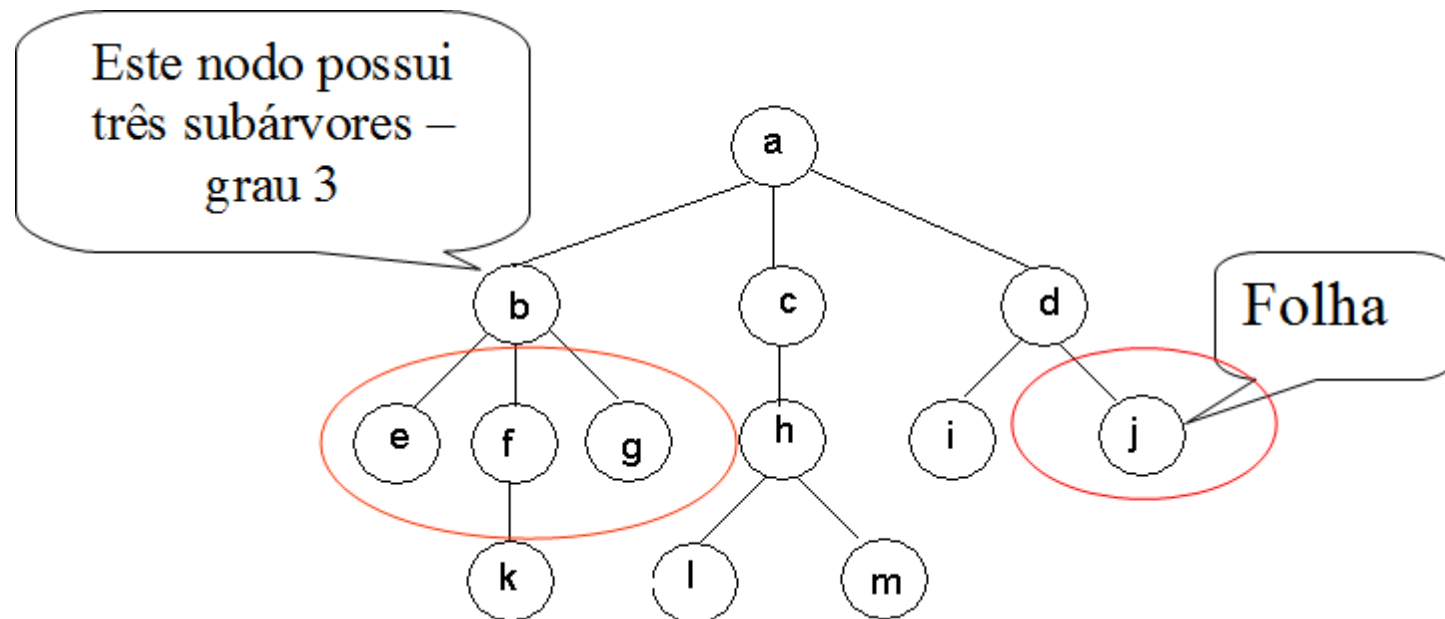 Este nodo possui
três subárvores –
grau 3
a
b
c
d
Folha
e
f
g
h
i
j
k
l
m